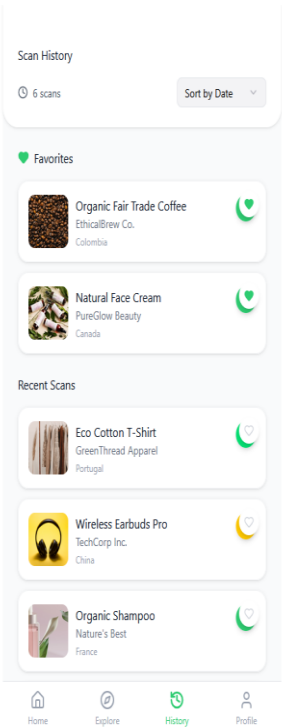 Scan History
6 scans
Sort by Date
Favorites
Organic Fair Trade Coffee
EthicalBrew Co.
Colombia
Natural Face Cream
PureGlow Beauty
Canada
Recent Scans
Eco Cotton T-Shirt
GreenThread Apparel
Portugal
Wireless Earbuds Pro
TechCorp Inc.
China
Organic Shampoo
Nature's Best
France
Home
Explore
History
Profile